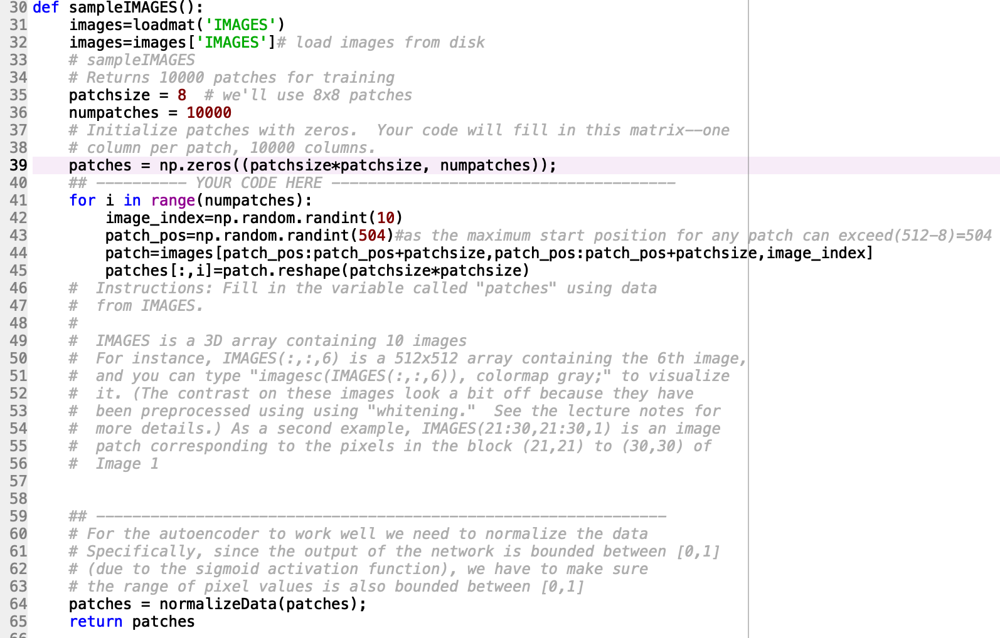 30 def sampleIMAGES():
31     images=loadmat('IMAGES')
32     images=images['IMAGES']# load images from disk
33     # sampleIMAGES
34     # Returns 10000 patches for training
35     patchsize = 8  # we'll use 8x8 patches
36     numpatches = 10000
37     # Initialize patches with zeros.  Your code will fill in this matrix--one
38     # column per patch, 10000 columns.
39     patches = np.zeros((patchsize*patchsize, numpatches));
40     ## ---------- YOUR CODE HERE --------------------------------------
41     for i in range(numpatches):
42         image_index=np.random.randint(10)
43         patch_pos=np.random.randint(504)#as the maximum start position for any patch can exceed(512-8)=504
44         patch=images[patch_pos:patch_pos+patchsize,patch_pos:patch_pos+patchsize,image_index]
45         patches[:,i]=patch.reshape(patchsize*patchsize)
46     #  Instructions: Fill in the variable called "patches" using data
47     #  from IMAGES.
48     #
49     #  IMAGES is a 3D array containing 10 images
50     #  For instance, IMAGES(:,:,6) is a 512x512 array containing the 6th image,
51     #  and you can type "imagesc(IMAGES(:,:,6)), colormap gray;" to visualize
52     #  it. (The contrast on these images look a bit off because they have
53     #  been preprocessed using using "whitening."  See the lecture notes for
54     #  more details.) As a second example, IMAGES(21:30,21:30,1) is an image
55     #  patch corresponding to the pixels in the block (21,21) to (30,30) of
56     #  Image 1
57
58
59     ## ---------------------------------------------------------------
60     # For the autoencoder to work well we need to normalize the data
61     # Specifically, since the output of the network is bounded between [0,1]
62     # (due to the sigmoid activation function), we have to make sure
63     # the range of pixel values is also bounded between [0,1]
64     patches = normalizeData(patches);
65     return patches
66